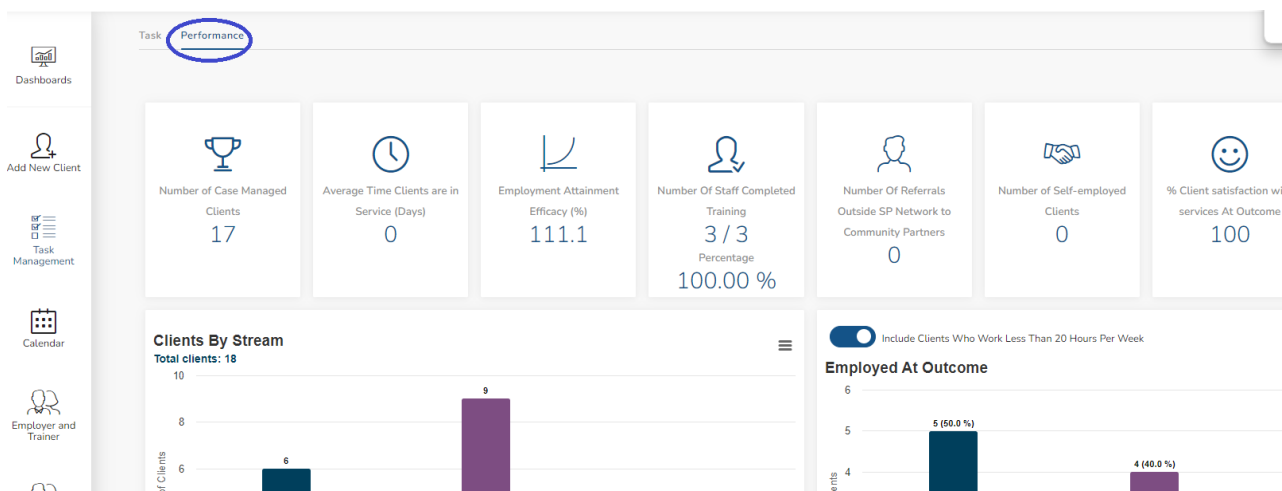 Task Performance
Dashboards
Add New Client
Task
Management
Calendar
Employer and
Trainer
Number of Case Managed
Clients
17
Average Time Clients are in
Service (Days)
0
Employment Attainment
Efficacy (%)
111.1
Number Of Staff Completed
Training
3 / 3
Percentage
100.00 %
Number Of Referrals
Outside SP Network to
Community Partners
0
Number of Self-employed
Clients
0
% Client satisfaction wi
services At Outcome
100
Clients By Stream
Total clients: 18
10
9
8
6
6
of Clients
Include Clients Who Work Less Than 20 Hours Per Week
Employed At Outcome
6
5 (50.0 %)
5
4 (40.0 %)
4
ents